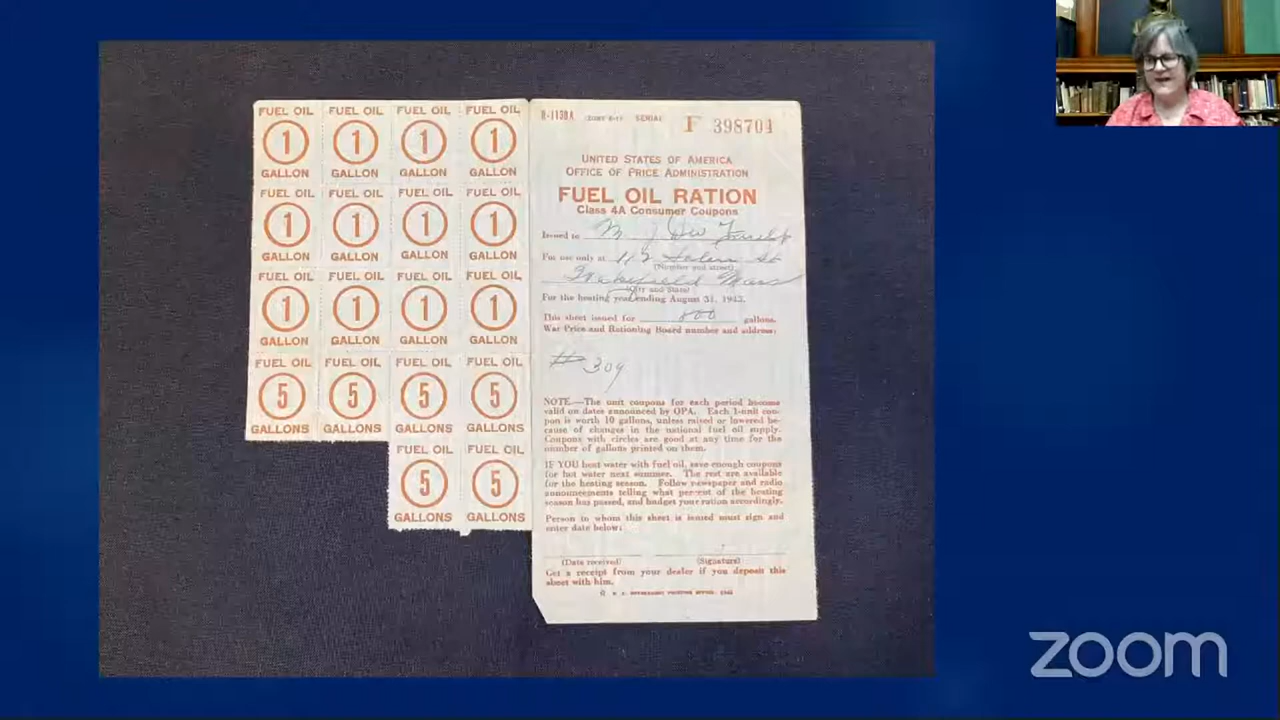 FUEL OIL FUEL OIL FUEL OIL FUEL OIL
1 1 1 1
GALLON GALLON GALLON GALLON
FUEL OIL FUEL OIL FUEL OIL FUEL OIL
1 1 1 1
GALLON GALLON GALLON GALLON
FUEL OIL FUEL OIL FUEL OIL FUEL OIL
1 1 1 1
GALLON GALLON GALLON GALLON
FUEL OIL FUEL OIL FUEL OIL FUEL OIL
5 5 5 5
GALLONS GALLONS GALLONS GALLONS
FUEL OIL FUEL OIL
5 5
GALLONS GALLONS
SERIAL F 398704
UNITED STATES OF AMERICA
OFFICE OF PRICE ADMINISTRATION
FUEL OIL RATION
Class 4A Consumer Coupons
Issued to M J
For use only at 112 St
(Number and street)
Wakefield Mass
(City and State)
For the heating year ending August 31, 1943.
This sheet issued for 800 gallons.
War Price and Rationing Board number and address:
# 309
NOTE.—The unit coupons for each period become
valid on dates announced by OPA. Each 1-unit cou-
pon is worth 10 gallons, unless raised or lowered be-
cause of changes in the national fuel oil supply.
Coupons with circles are good at any time for the
number of gallons printed on them.
IF YOU heat water with fuel oil, save enough coupons
for hot water next summer. The rest are available
for the heating season. Follow newspaper and radio
announcements telling what percent of the heating
season has passed, and budget your ration accordingly.
Person to whom this sheet is issued must sign and
enter date below:
(Date received) (Signature)
Get a receipt from your dealer if you deposit this
sheet with him.
zoom